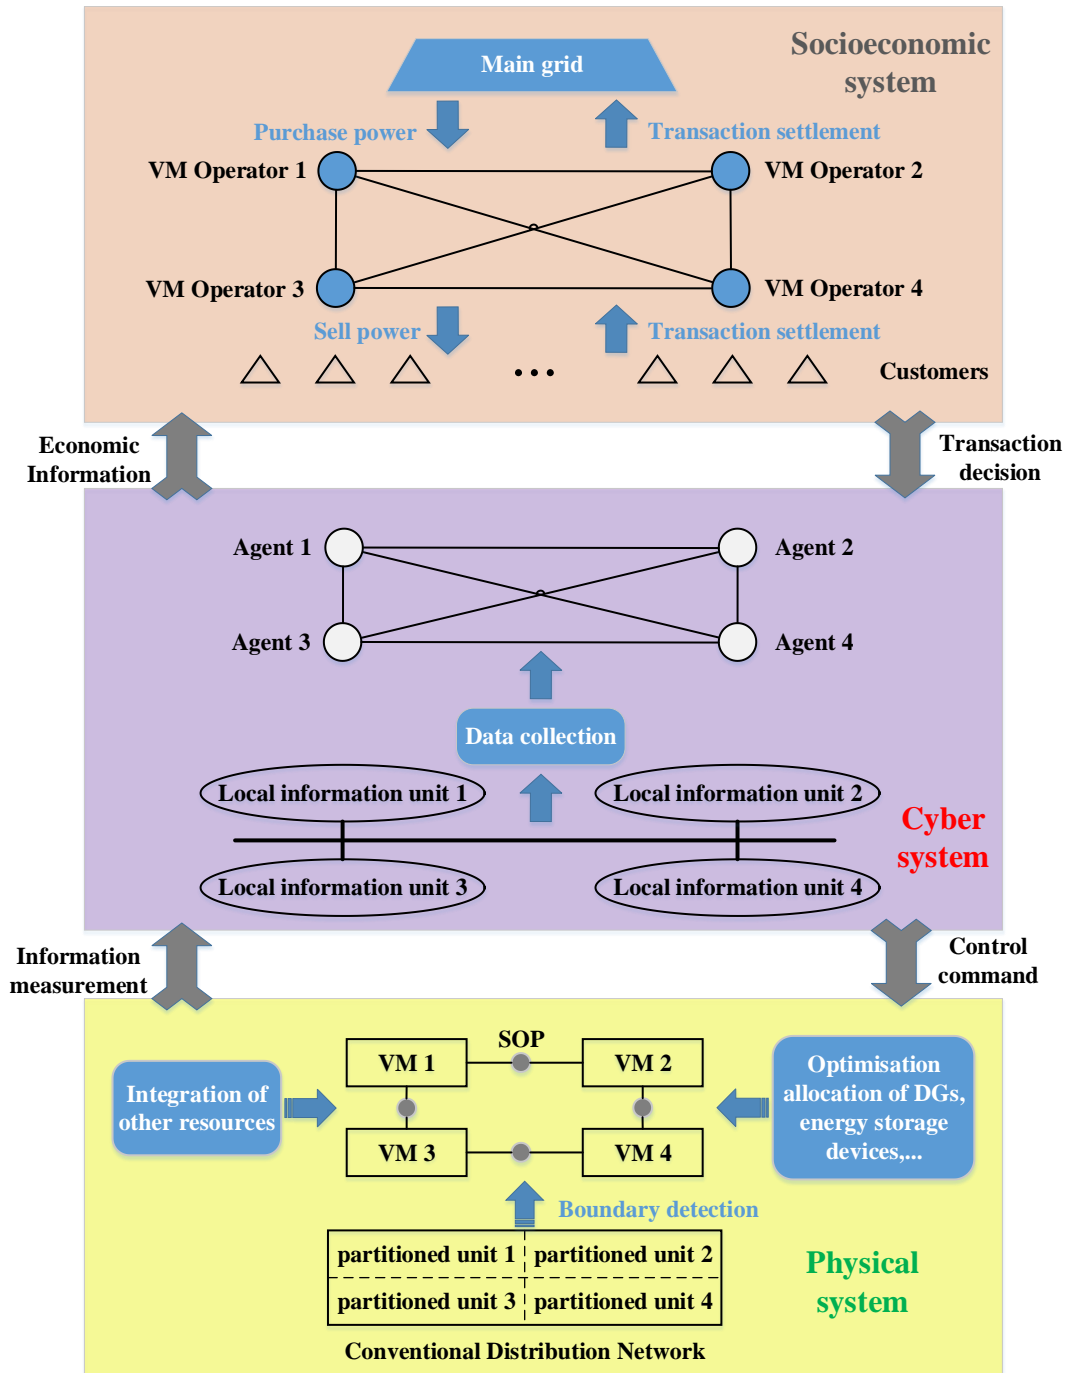 Socioeconomic
system
Main grid
Purchase power
Transaction settlement
VM Operator 1
VM Operator 2
VM Operator 3
VM Operator 4
Sell power
Transaction settlement
...
Customers
Economic
Information
Transaction
decision
Agent 1
Agent 2
Agent 3
Agent 4
Data collection
Local information unit 1
Local information unit 2
Cyber
system
Local information unit 3
Local information unit 4
Information
measurement
Control
command
SOP
VM 1
VM 2
Integration of
other resources
Optimisation
allocation of DGs,
energy storage
devices,...
VM 3
VM 4
Boundary detection
partitioned unit 1
partitioned unit 2
partitioned unit 3
partitioned unit 4
Physical
system
Conventional Distribution Network